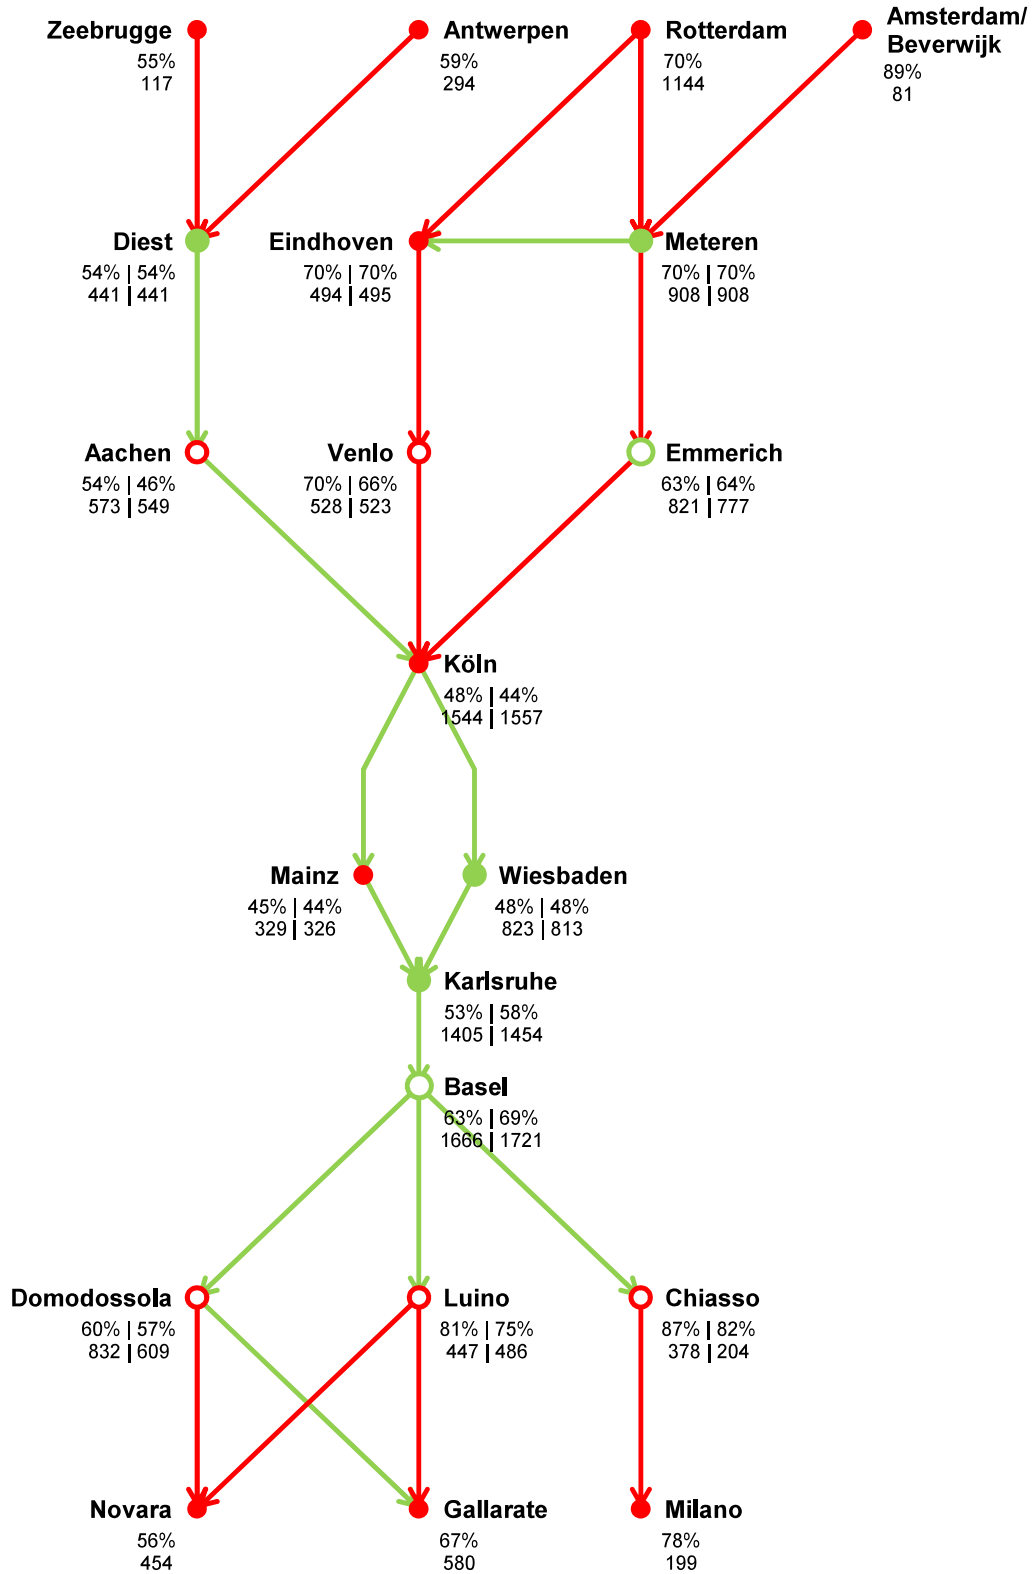 Zeebrugge
55%
117
Antwerpen
59%
294
Rotterdam
70%
1144
Amsterdam/
Beverwijk
89%
81
Diest
54% | 54%
441 | 441
Eindhoven
70% | 70%
494 | 495
Meteren
70% | 70%
908 | 908
Aachen
54% | 46%
573 | 549
Venlo
70% | 66%
528 | 523
Emmerich
63% | 64%
821 | 777
Köln
48% | 44%
1544 | 1557
Mainz
45% | 44%
329 | 326
Wiesbaden
48% | 48%
823 | 813
Karlsruhe
53% | 58%
1405 | 1454
Basel
63% | 69%
1666 | 1721
Domodossola
60% | 57%
832 | 609
Luino
81% | 75%
447 | 486
Chiasso
87% | 82%
378 | 204
Novara
56%
454
Gallarate
67%
580
Milano
78%
199